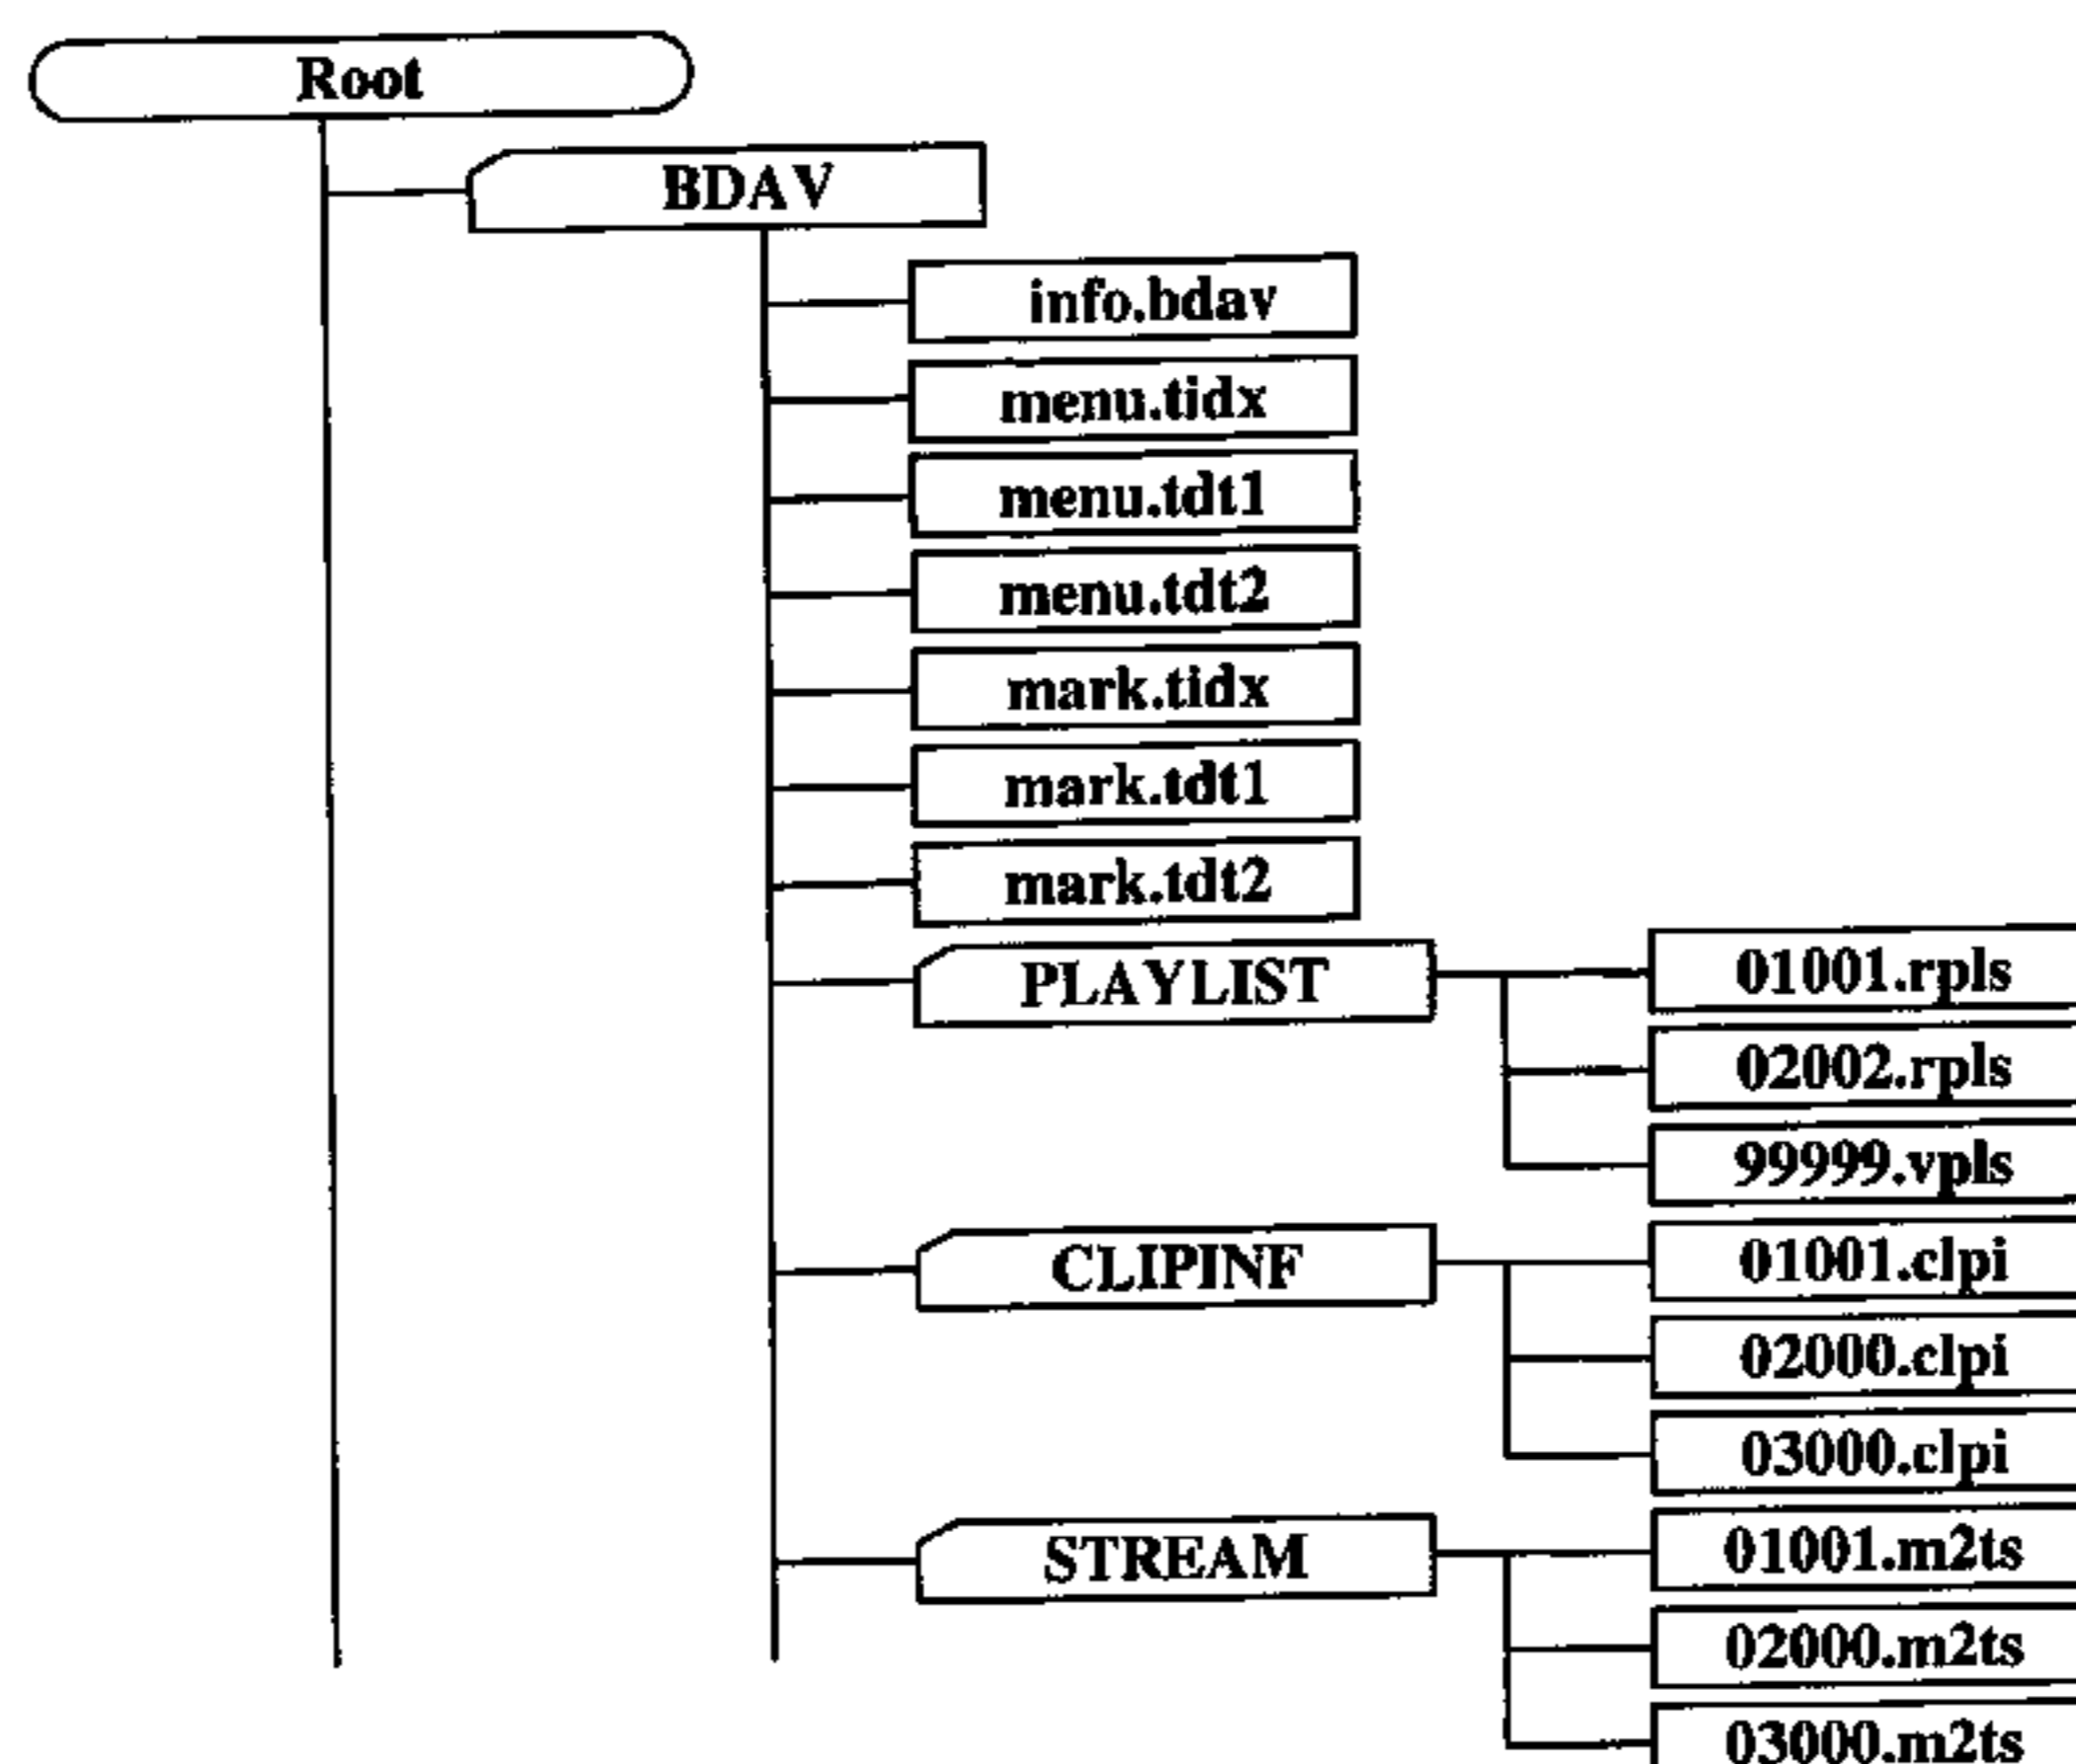 Root
BDAV
info.bdav
menu.tidx
menu.tdt1
menu.tdt2
mark.tidx
mark.tdt1
mark.tdt2
PLAYLIST
01001.rpls
02002.rpls
99999.vpls
CLIPINF
01001.clpi
02000.clpi
03000.clpi
STREAM
01001.m2ts
02000.m2ts
03000.m2ts